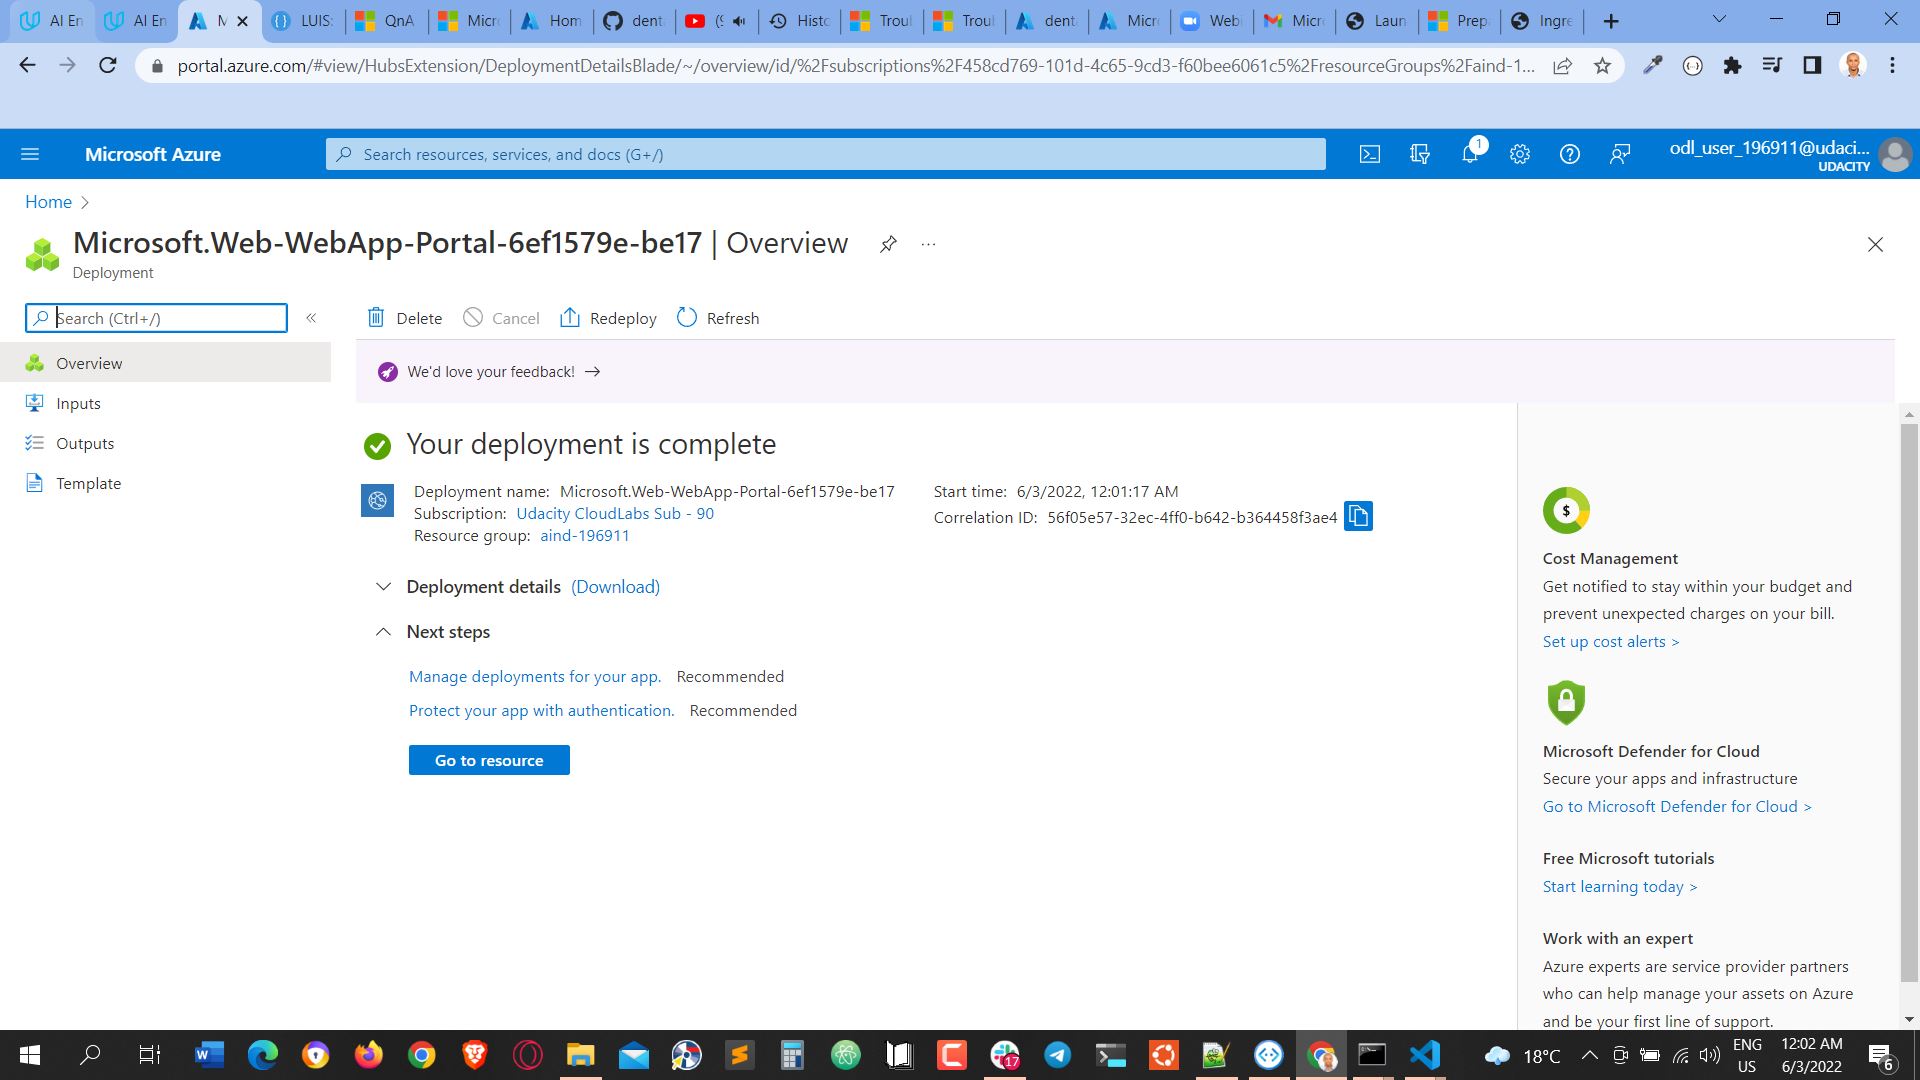 AI En
AI En
M
LUIS:
QnA
Micro
Hom
denta
(9
Histo
Troul
Troul
dent
Micro
Webi
Micro
Laun
Prep
Ingre
portal.azure.com/#view/HubsExtension/DeploymentDetailsBlade/~/overview/id/%2Fsubscriptions%2F458cd769-101d-4c65-9cd3-f60bee6061c5%2FresourceGroups%2Faind-1...
Microsoft Azure
Search resources, services, and docs (G+/)
1
odl_user_196911@udaci...
UDACITY
Home >
Microsoft.Web-WebApp-Portal-6ef1579e-be17 | Overview
Deployment
Search (Ctrl+/)
«
Delete
Cancel
Redeploy
Refresh
Overview
Inputs
Outputs
Template
We'd love your feedback! →
Your deployment is complete
Deployment name: Microsoft.Web-WebApp-Portal-6ef1579e-be17
Subscription: Udacity CloudLabs Sub - 90
Resource group: aind-196911
Start time: 6/3/2022, 12:01:17 AM
Correlation ID: 56f05e57-32ec-4ff0-b642-b364458f3ae4
Deployment details (Download)
Next steps
Manage deployments for your app. Recommended
Protect your app with authentication. Recommended
Go to resource
$
Cost Management
Get notified to stay within your budget and
prevent unexpected charges on your bill.
Set up cost alerts >
Microsoft Defender for Cloud
Secure your apps and infrastructure
Go to Microsoft Defender for Cloud >
Free Microsoft tutorials
Start learning today >
Work with an expert
Azure experts are service provider partners
who can help manage your assets on Azure
and be your first line of support.
17
18°C
ENG
US
12:02 AM
6/3/2022
6